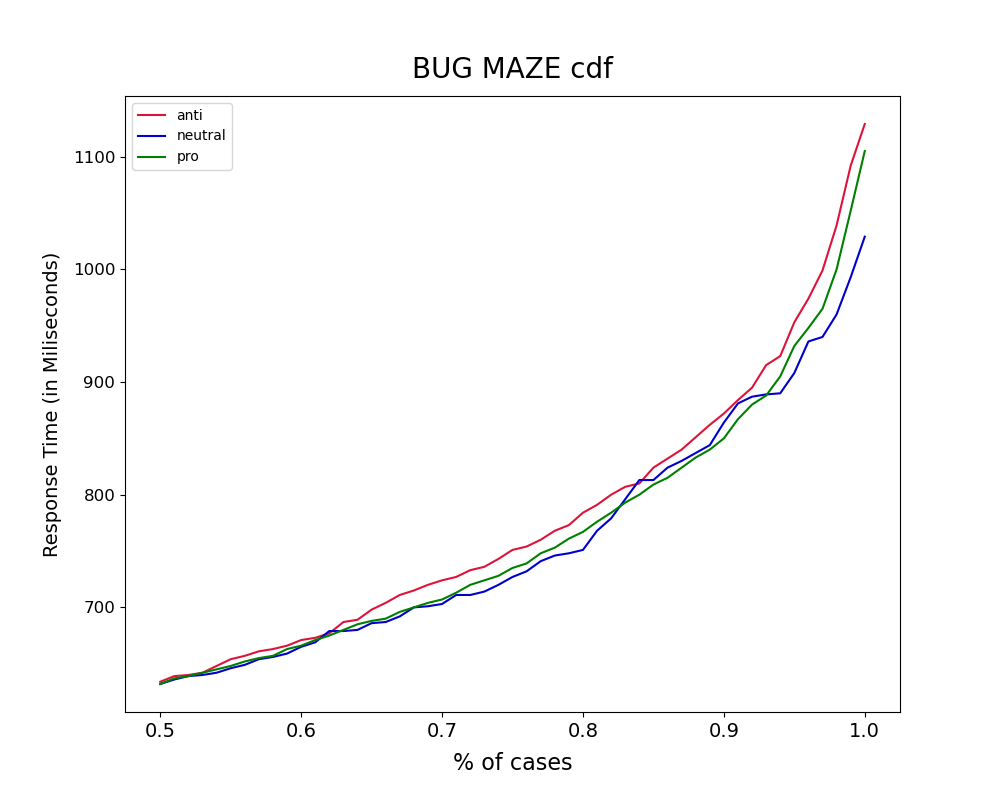 BUG MAZE cdf
anti
neutral
pro
Response Time (in Miliseconds)
1100
1000
900
800
700
0.5 0.6 0.7 0.8 0.9 1.0
% of cases